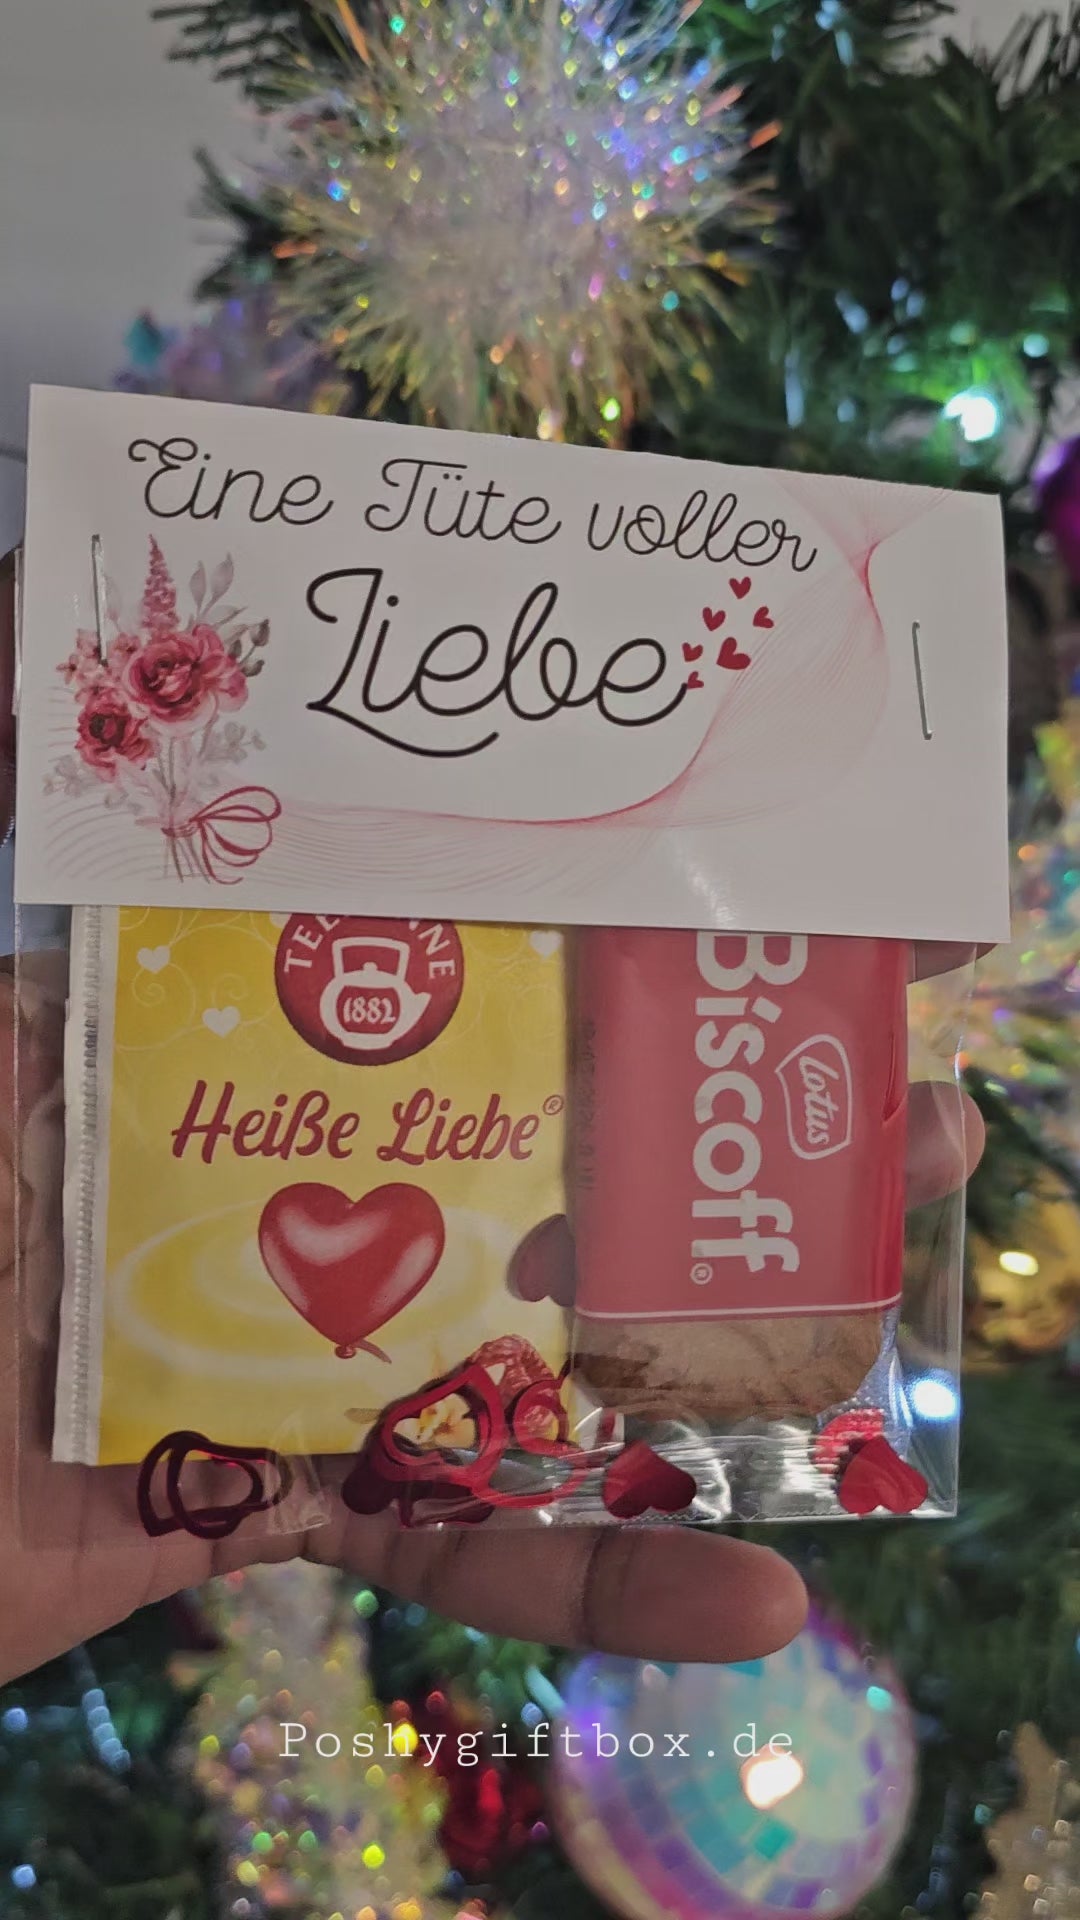 Eine Tüte voller
Liebe
1882
Heiße Liebe®
Biscoff®
Lotus
Poshygiftbox.de